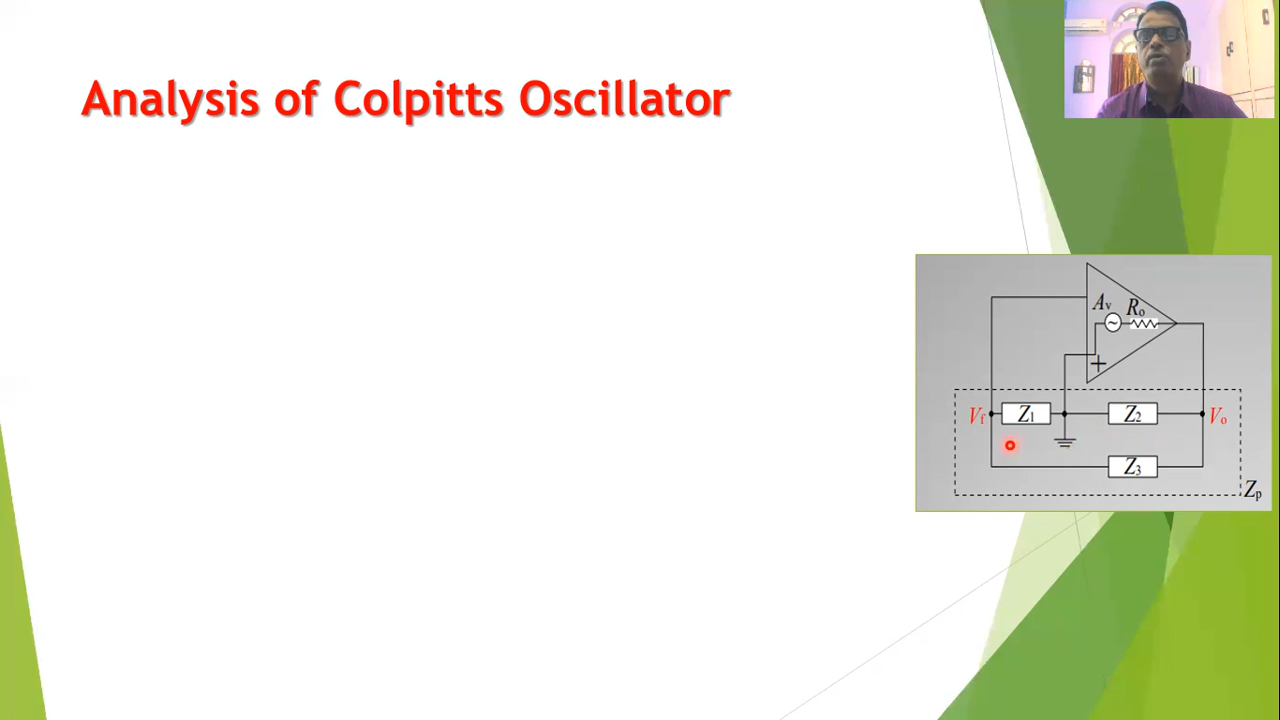 Analysis of Colpitts Oscillator
Av Ro
~
+
Vf Z1 Z2 Vo
Z3
Zp